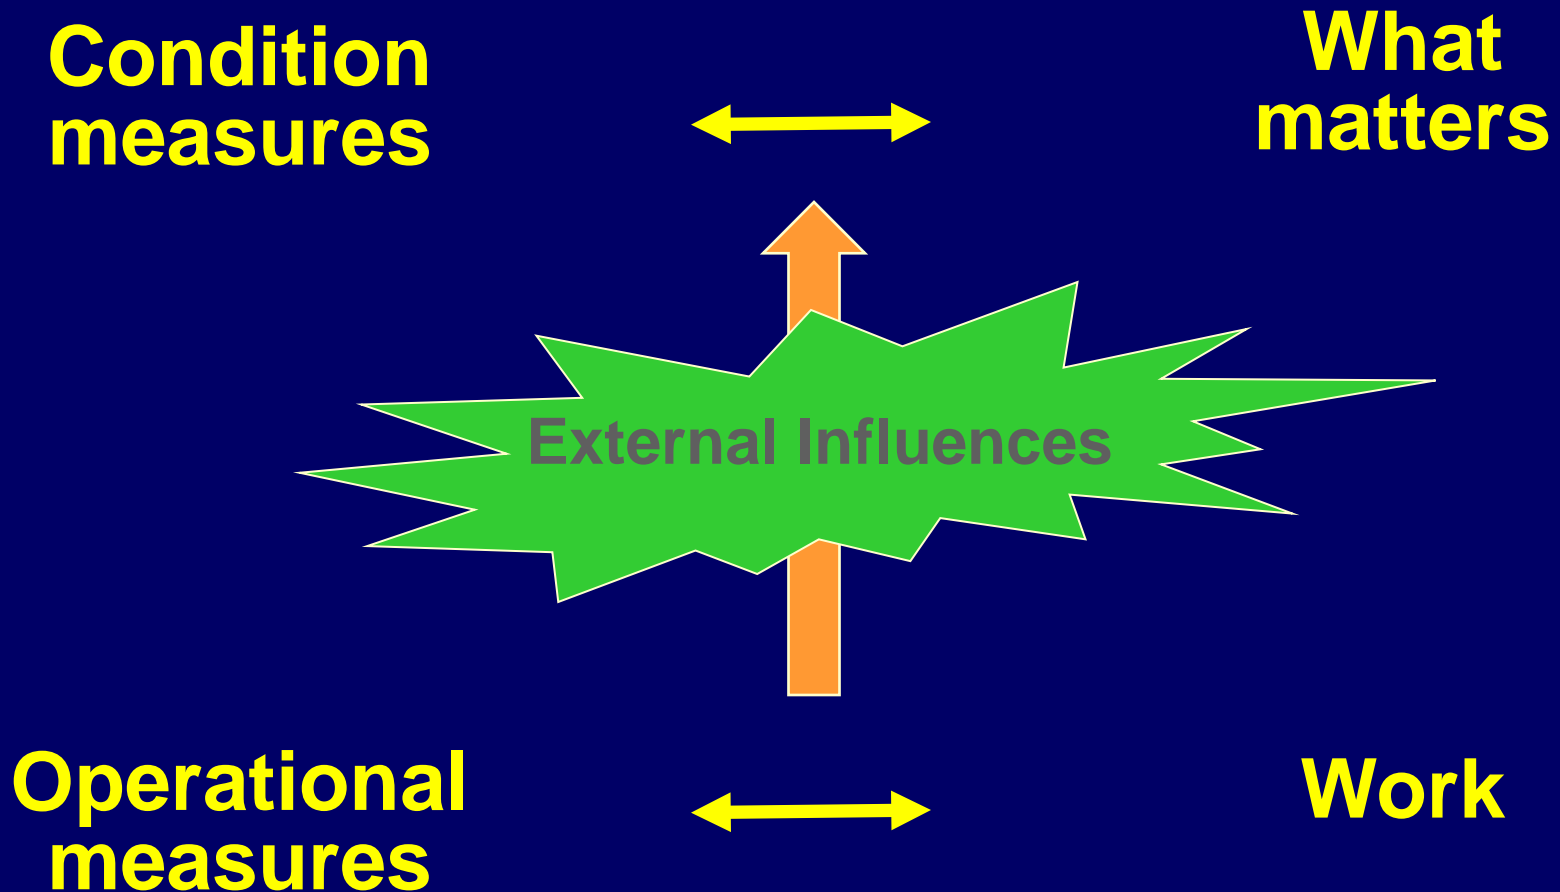 Condition
measures
What
matters
External Influences
Operational
measures
Work